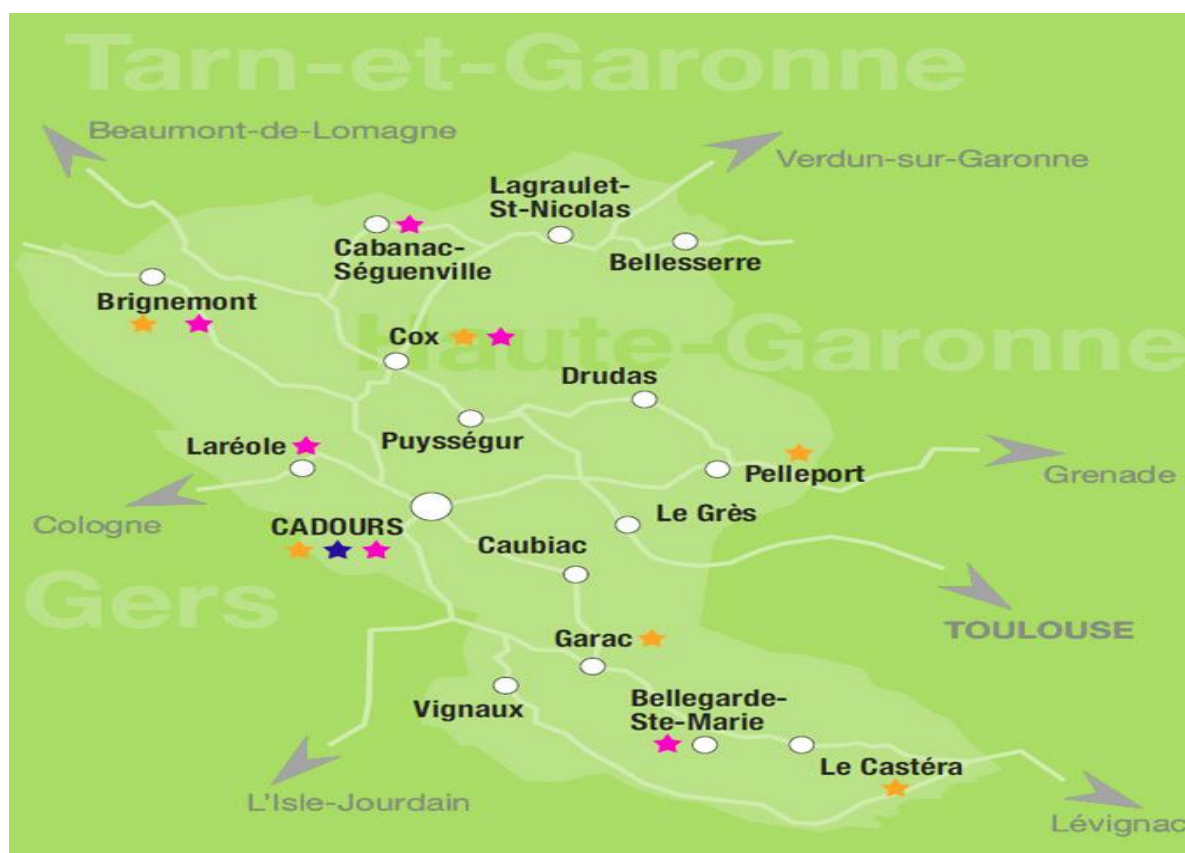 Tarn-et-Garonne
Beaumont-de-Lomagne
Verdun-sur-Garonne
Lagraulet-
St-Nicolas
Cabanac-
Séguenville
Bellesserre
Brignemont
Cox
Haute-Garonne
Drudas
Puysségur
Laréole
Pelleport
Grenade
Cologne
CADOURS
Le Grès
Caubiac
Gers
TOULOUSE
Garac
Vignaux
Bellegarde-
Ste-Marie
Le Castéra
L'Isle-Jourdain
Lévignac